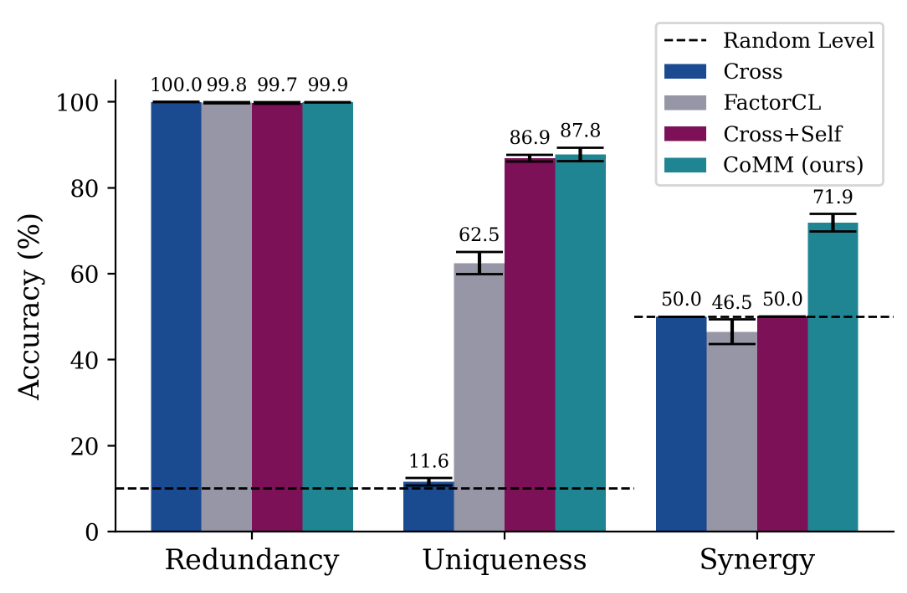 Random Level
Cross
FactorCL
Cross+Self
CoMM (ours)
Accuracy (%)
100
80
60
40
20
0
100.0 99.8 99.7 99.9
11.6
62.5
86.9
87.8
50.0
46.5
50.0
71.9
Redundancy
Uniqueness
Synergy